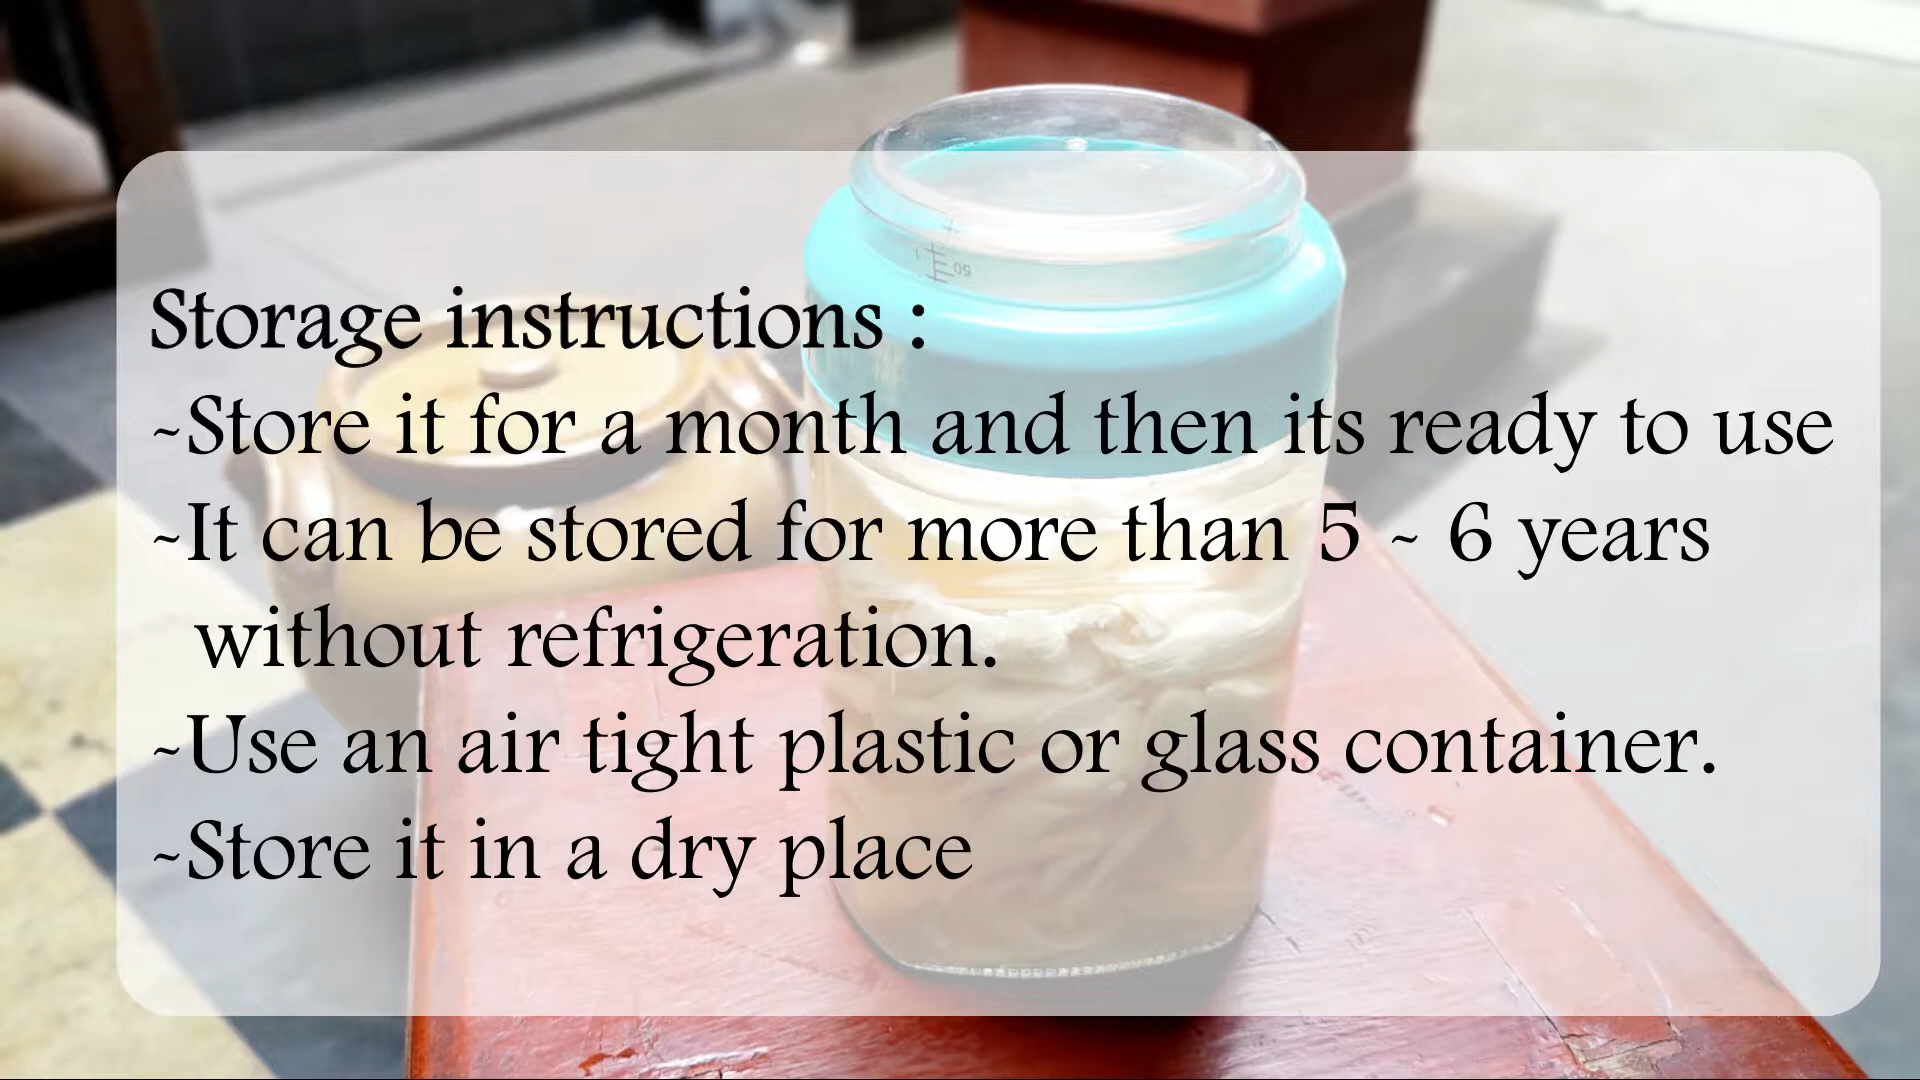 Storage instructions :
~Store it for a month and then its ready to use
~It can be stored for more than 5 ~ 6 years
without refrigeration.
~Use an air tight plastic or glass container.
~Store it in a dry place
50